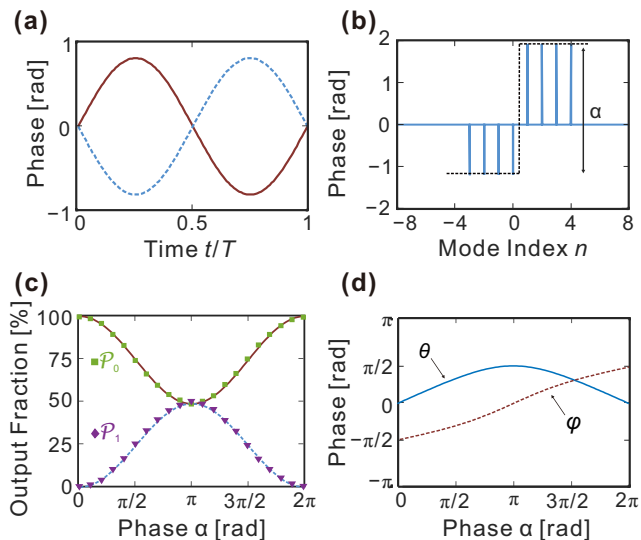 (a)
Phase [rad]
1
0
−1
0
0.5
1
Time t/T
(b)
Phase [rad]
2
1
0
−1
−2
α
−8
−4
0
4
8
Mode Index n
(c)
Output Fraction [%]
100
75
50
25
0
P₀
P₁
0
π/2
π
3π/2
2π
Phase α [rad]
(d)
Phase [rad]
π
π/2
0
−π/2
−π
θ
φ
0
π/2
π
3π/2
2π
Phase α [rad]